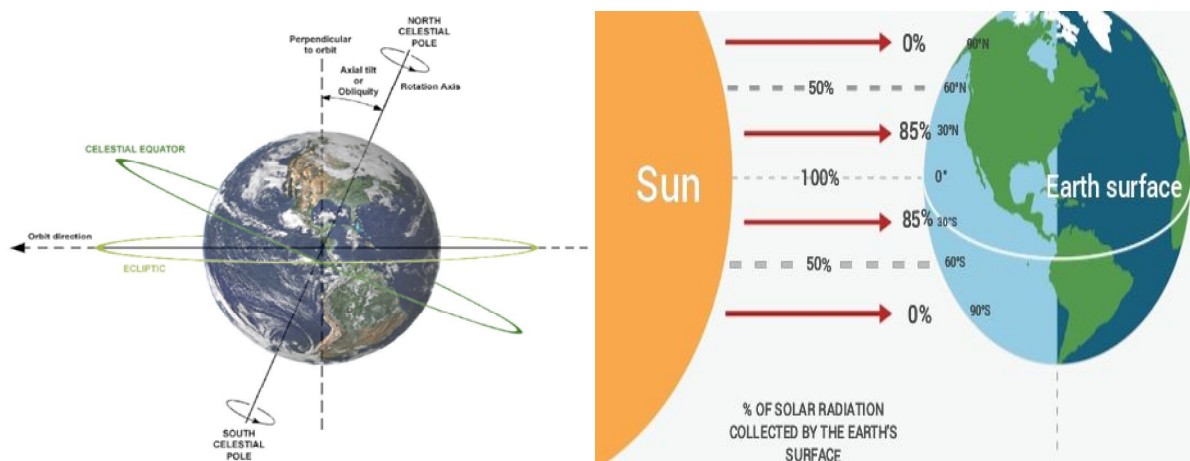 NORTH
CELESTIAL
POLE
Perpendicular
to orbit
Axial tilt
or
Obliquity
Rotation Axis
CELESTIAL EQUATOR
Orbit direction
ECLIPTIC
SOUTH
CELESTIAL
POLE
0%
90°N
50%
60°N
85%
30°N
Sun
100%
0°
Earth surface
85%
30°S
50%
60°S
0%
90°S
% OF SOLAR RADIATION
COLLECTED BY THE EARTH'S
SURFACE